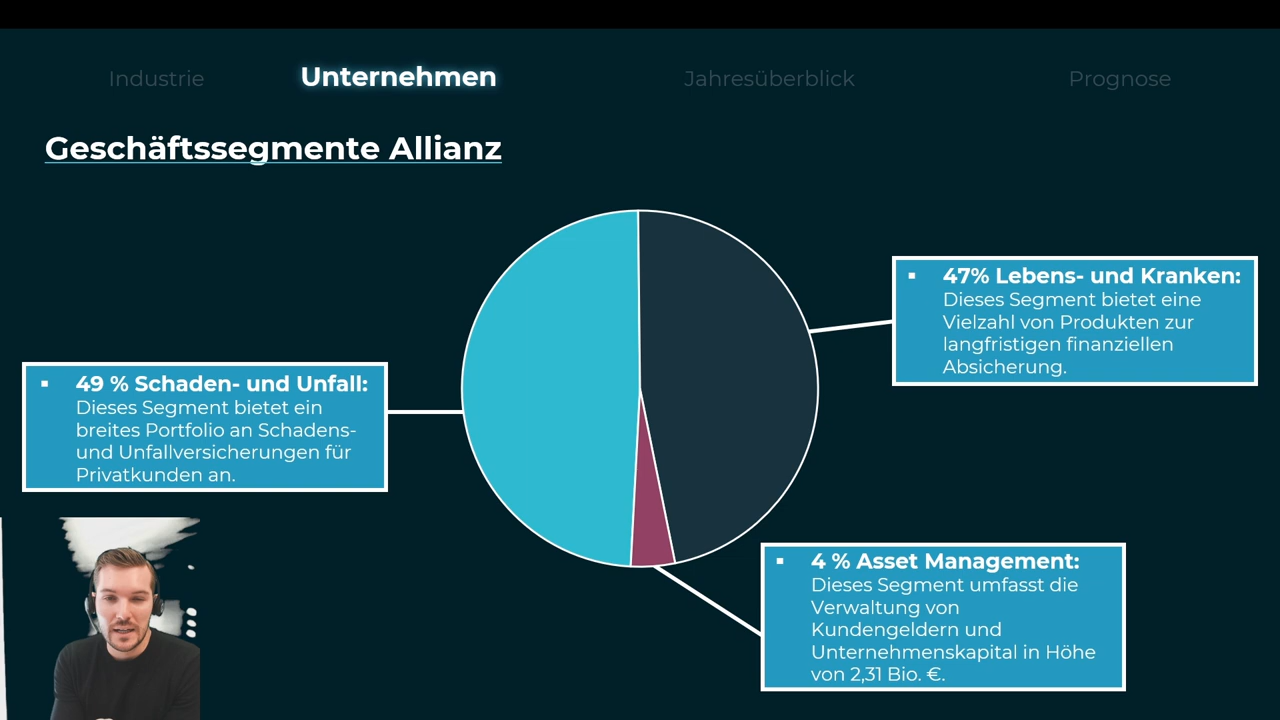 Industrie
Unternehmen
Jahresüberblick
Prognose
Geschäftssegmente Allianz
▪ 47% Lebens- und Kranken:
Dieses Segment bietet eine
Vielzahl von Produkten zur
langfristigen finanziellen
Absicherung.
▪ 49 % Schaden- und Unfall:
Dieses Segment bietet ein
breites Portfolio an Schadens-
und Unfallversicherungen für
Privatkunden an.
▪ 4 % Asset Management:
Dieses Segment umfasst die
Verwaltung von
Kundengeldern und
Unternehmenskapital in Höhe
von 2,31 Bio. €.